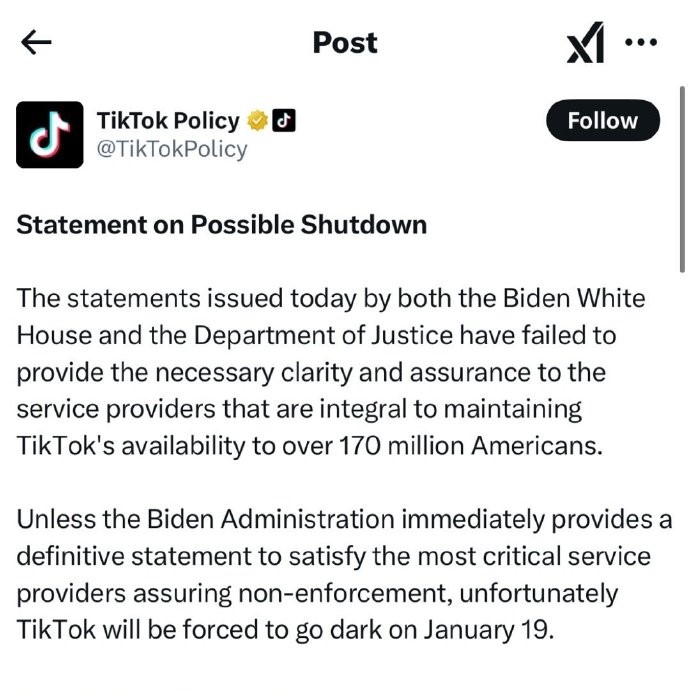 Post
TikTok Policy
@TikTokPolicy
Follow
Statement on Possible Shutdown
The statements issued today by both the Biden White
House and the Department of Justice have failed to
provide the necessary clarity and assurance to the
service providers that are integral to maintaining
TikTok's availability to over 170 million Americans.
Unless the Biden Administration immediately provides a
definitive statement to satisfy the most critical service
providers assuring non-enforcement, unfortunately
TikTok will be forced to go dark on January 19.